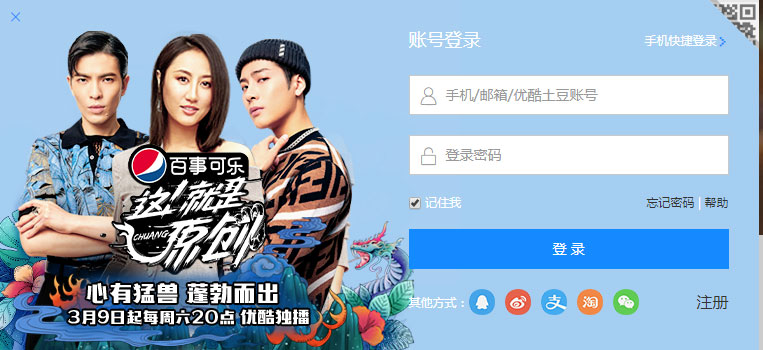 账号登录
手机快捷登录
手机/邮箱/优酷土豆账号
登录密码
记住我
忘记密码 | 帮助
登 录
其他方式:
淘
注册
百事可乐
这!就是
CHUANG
原创
心有猛兽 蓬勃而出
3月9日起每周六20点 优酷独播